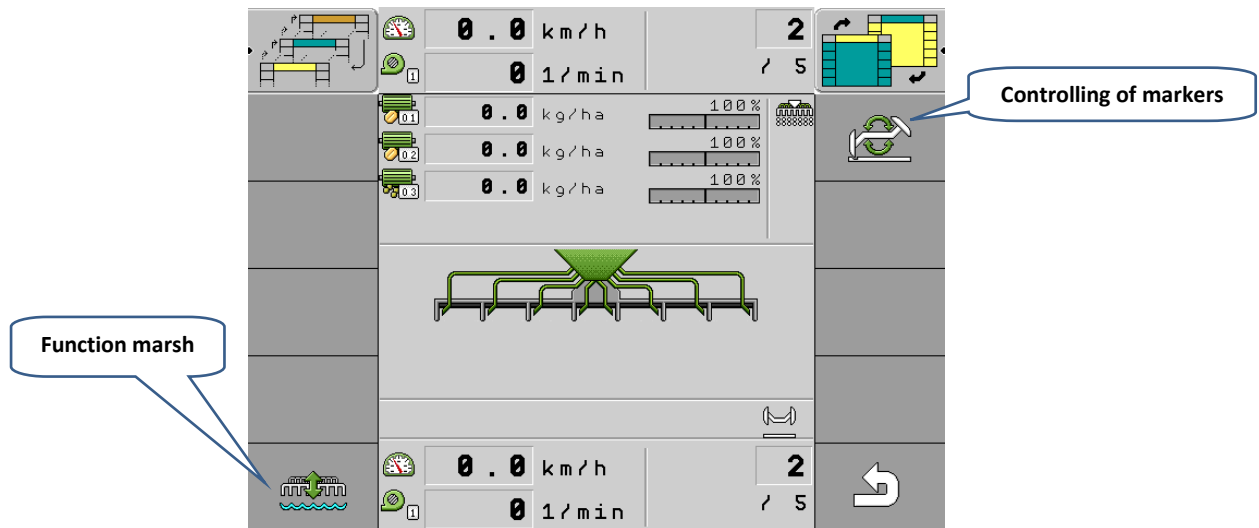 0.0 km/h
2
1
0 1/min
/ 5
Controlling of markers
01
0.0 kg/ha
100%
02
0.0 kg/ha
100%
03
0.0 kg/ha
100%
Function marsh
0.0 km/h
2
1
0 1/min
/ 5